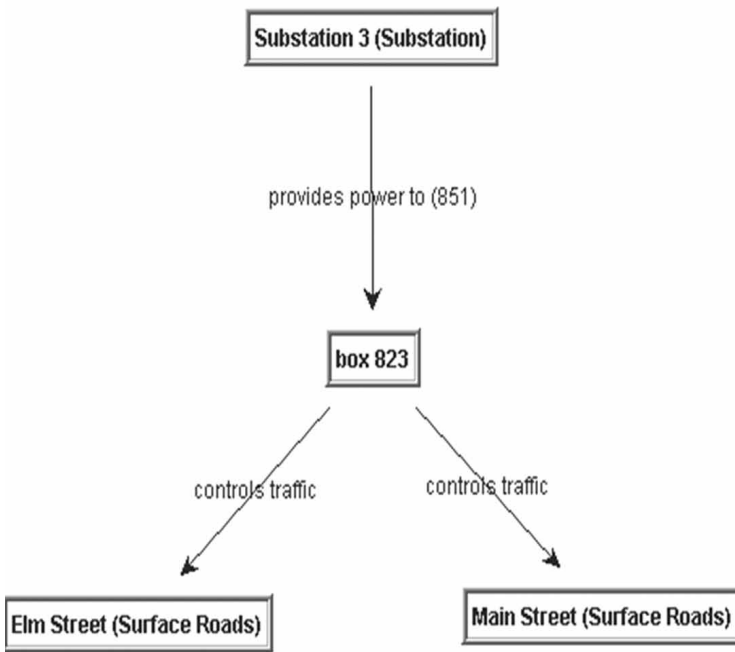 Substation 3 (Substation)
provides power to (851)
box 823
controls traffic
controls traffic
Elm Street (Surface Roads)
Main Street (Surface Roads)